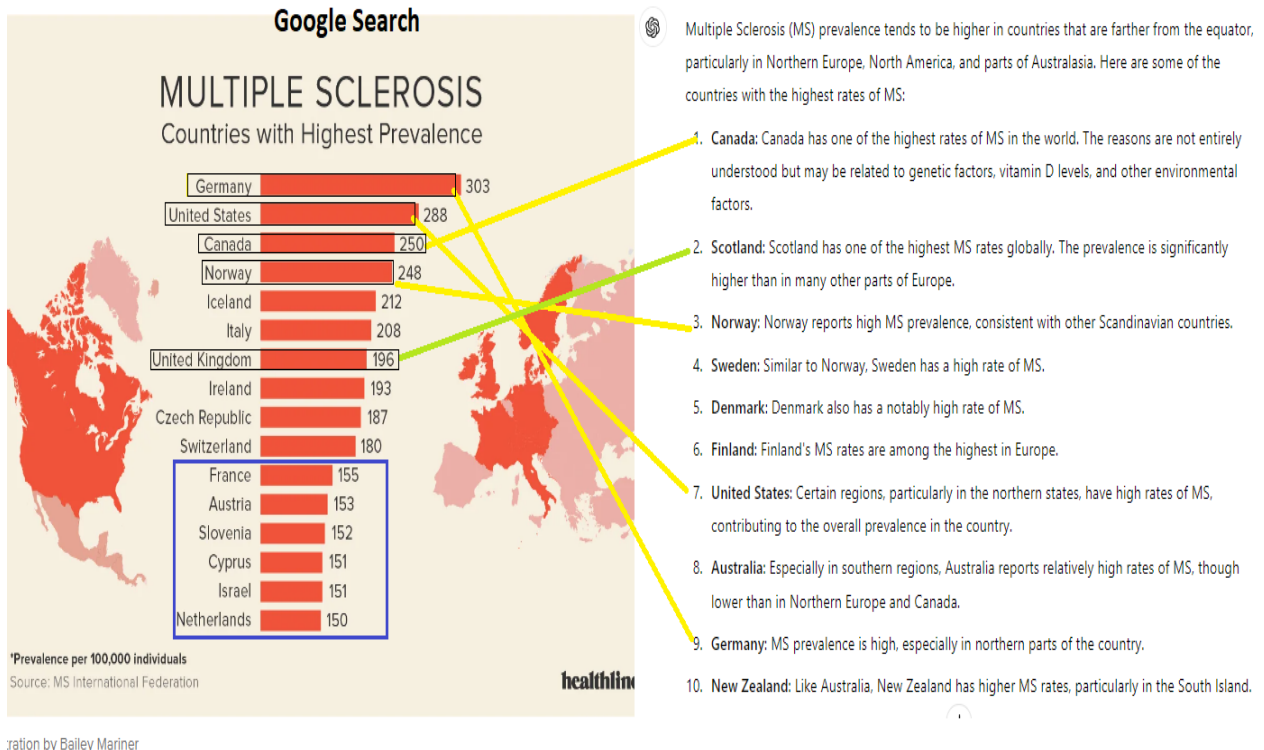 Google Search
MULTIPLE SCLEROSIS
Countries with Highest Prevalence
Germany 303
United States 288
Canada 250
Norway 248
Iceland 212
Italy 208
United Kingdom 196
Ireland 193
Czech Republic 187
Switzerland 180
France 155
Austria 153
Slovenia 152
Cyprus 151
Israel 151
Netherlands 150
*Prevalence per 100,000 individuals
Source: MS International Federation
healthline
by Bailey Mariner
Multiple Sclerosis (MS) prevalence tends to be higher in countries that are farther from the equator,
particularly in Northern Europe, North America, and parts of Australasia. Here are some of the
countries with the highest rates of MS:
1. Canada: Canada has one of the highest rates of MS in the world. The reasons are not entirely
understood but may be related to genetic factors, vitamin D levels, and other environmental
factors.
2. Scotland: Scotland has one of the highest MS rates globally. The prevalence is significantly
higher than in many other parts of Europe.
3. Norway: Norway reports high MS prevalence, consistent with other Scandinavian countries.
4. Sweden: Similar to Norway, Sweden has a high rate of MS.
5. Denmark: Denmark also has a notably high rate of MS.
6. Finland: Finland's MS rates are among the highest in Europe.
7. United States: Certain regions, particularly in the northern states, have high rates of MS,
contributing to the overall prevalence in the country.
8. Australia: Especially in southern regions, Australia reports relatively high rates of MS, though
lower than in Northern Europe and Canada.
9. Germany: MS prevalence is high, especially in northern parts of the country.
10. New Zealand: Like Australia, New Zealand has higher MS rates, particularly in the South Island.